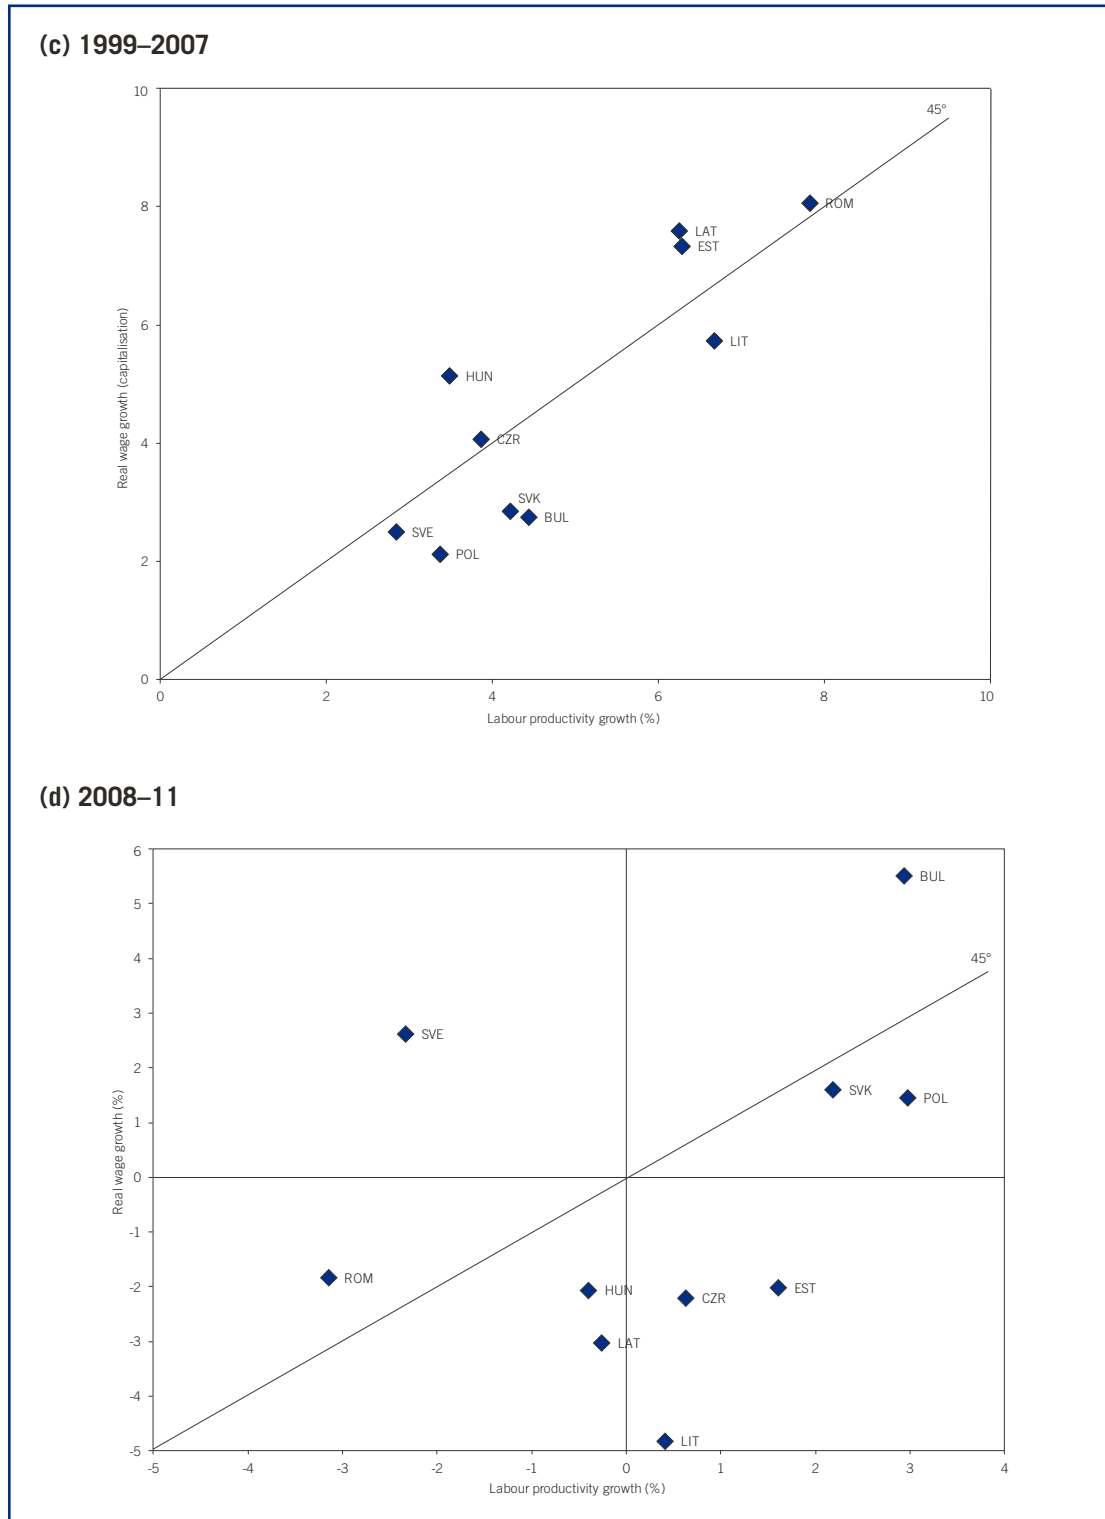 (c) 1999–2007
10
45°
8
ROM
LAT
EST
6
LIT
Real wage growth (capitalisation)
HUN
4
CZR
SVK
BUL
SVE
POL
2
0
0 2 4 6 8 10
Labour productivity growth (%)
(d) 2008–11
6
BUL
5
4
45°
3
SVE
2
SVK
POL
1
Real wage growth (%)
0
-1
ROM
-2
HUN
CZR
EST
-3
LAT
-4
LIT
-5
-5 -4 -3 -2 -1 0 1 2 3 4
Labour productivity growth (%)